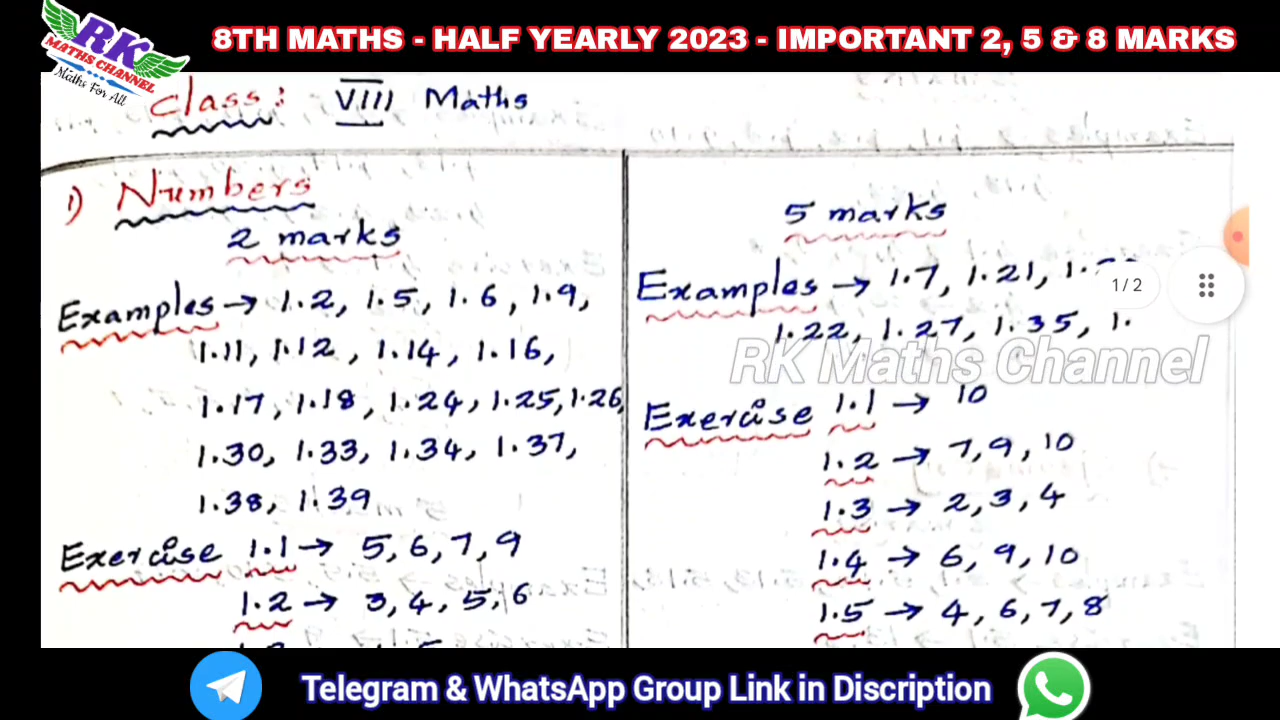 RK
MATHS CHANNEL
Maths For All
8TH MATHS - HALF YEARLY 2023 - IMPORTANT 2, 5 & 8 MARKS
Class: VIII Maths
1) Numbers
2 marks
Examples → 1.2, 1.5, 1.6, 1.9,
1.11, 1.12, 1.14, 1.16,
1.17, 1.18, 1.24, 1.25, 1.26,
1.30, 1.33, 1.34, 1.37,
1.38, 1.39
Exercise 1.1 → 5, 6, 7, 9
1.2 → 3, 4, 5, 6
5 marks
Examples → 1.7, 1.21,
1.22, 1.27, 1.35,
1/2
RK Maths Channel
Exercise 1.1 → 10
1.2 → 7, 9, 10
1.3 → 2, 3, 4
1.4 → 6, 9, 10
1.5 → 4, 6, 7, 8
Telegram & WhatsApp Group Link in Discription